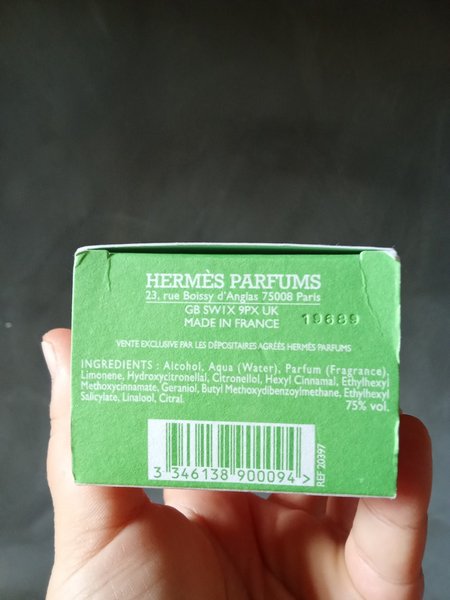 HERMÈS PARFUMS
23, rue Boissy d'Anglas 75008 Paris
GB SW1X 9PX UK
MADE IN FRANCE
19689
VENTE EXCLUSIVE PAR LES DÉPOSITAIRES AGRÉÉS HERMÈS PARFUMS
INGREDIENTS : Alcohol, Aqua (Water), Parfum (Fragrance),
Limonene, Hydroxycitronellal, Citronellol, Hexyl Cinnamal, Ethylhexyl
Methoxycinnamate, Geraniol, Butyl Methoxydibenzoylmethane, Ethylhexyl
Salicylate, Linalool, Citral.
75% vol.
3 346138 900094 >
REF 20397